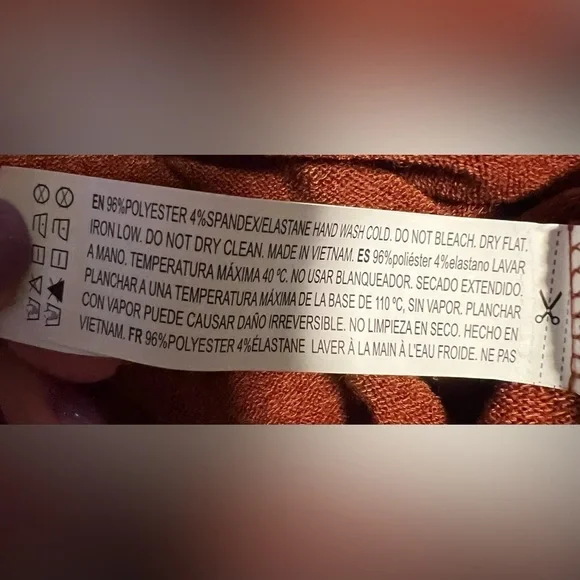 EN 96%POLYESTER 4%SPANDEX/ELASTANE HAND WASH COLD. DO NOT BLEACH. DRY FLAT.
IRON LOW. DO NOT DRY CLEAN. MADE IN VIETNAM. ES 96%poliéster 4%elastano LAVAR
A MANO. TEMPERATURA MÁXIMA 40 ºC. NO USAR BLANQUEADOR. SECADO EXTENDIDO.
PLANCHAR A UNA TEMPERATURA MÁXIMA DE LA BASE DE 110 ºC, SIN VAPOR. PLANCHAR
CON VAPOR PUEDE CAUSAR DAÑO IRREVERSIBLE. NO LIMPIEZA EN SECO. HECHO EN
VIETNAM. FR 96%POLYESTER 4%ÉLASTANE LAVER À LA MAIN À L'EAU FROIDE. NE PAS